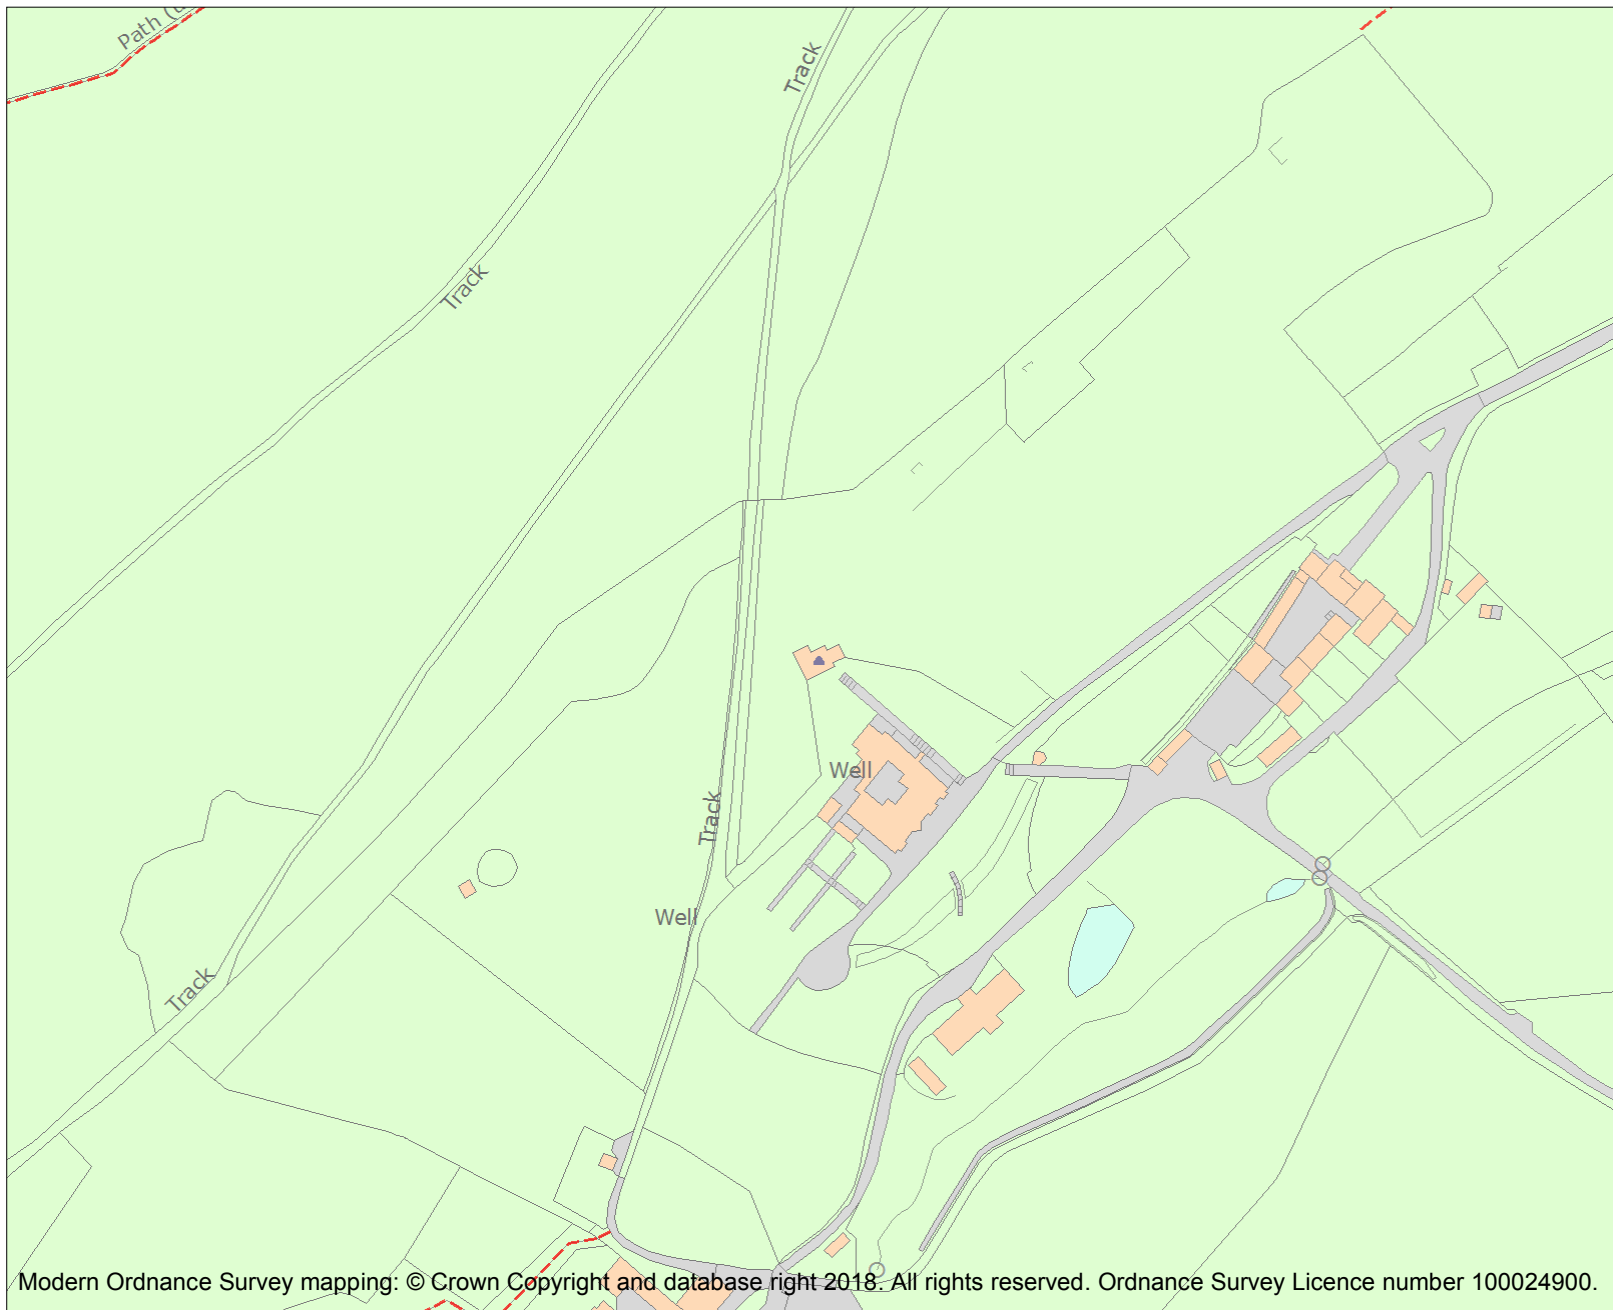 Path (u
Track
Track
Well
Track
Well
Track
Modern Ordnance Survey mapping: © Crown Copyright and database right 2018. All rights reserved. Ordnance Survey Licence number 100024900.